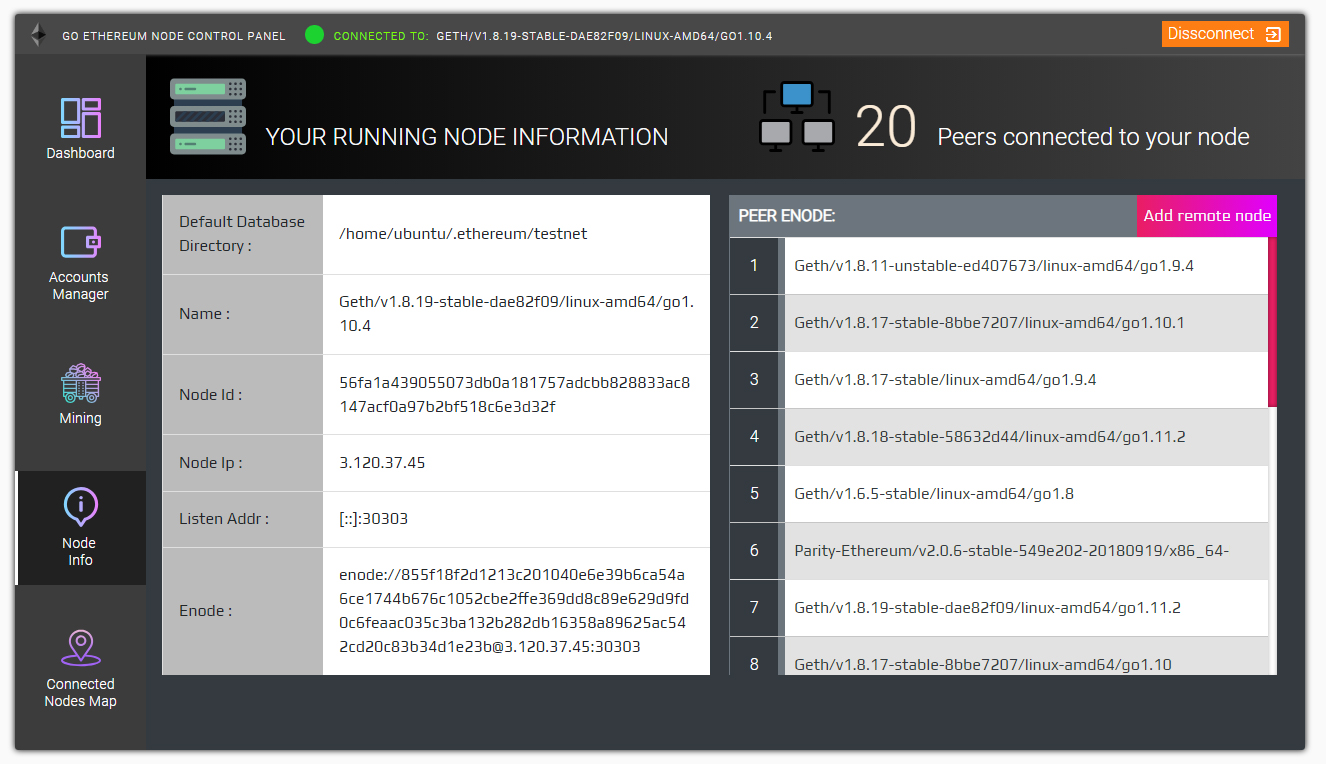 GO ETHEREUM NODE CONTROL PANEL
CONNECTED TO: GETH/V1.8.19-STABLE-DAE82F09/LINUX-AMD64/GO1.10.4
Dissconnect
Dashboard
Accounts
Manager
Mining
Node
Info
Connected
Nodes Map
YOUR RUNNING NODE INFORMATION
20 Peers connected to your node
Default Database
Directory :
/home/ubuntu/.ethereum/testnet
Name :
Geth/v1.8.19-stable-dae82f09/linux-amd64/go1.
10.4
Node Id :
56fa1a439055073db0a181757adcbb828833ac8
147acf0a97b2bf518c6e3d32f
Node Ip :
3.120.37.45
Listen Addr :
[::]:30303
Enode :
enode://855f18f2d1213c201040e6e39b6ca54a
6ce1744b676c1052cbe2ffe369dd8c89e629d9fd
0c6feaac035c3ba132b282db16358a89625ac54
2cd20c83b34d1e23b@3.120.37.45:30303
PEER ENODE:
Add remote node
1 Geth/v1.8.11-unstable-ed407673/linux-amd64/go1.9.4
2 Geth/v1.8.17-stable-8bbe7207/linux-amd64/go1.10.1
3 Geth/v1.8.17-stable/linux-amd64/go1.9.4
4 Geth/v1.8.18-stable-58632d44/linux-amd64/go1.11.2
5 Geth/v1.6.5-stable/linux-amd64/go1.8
6 Parity-Ethereum/v2.0.6-stable-549e202-20180919/x86_64-
7 Geth/v1.8.19-stable-dae82f09/linux-amd64/go1.11.2
8 Geth/v1.8.17-stable-8bbe7207/linux-amd64/go1.10